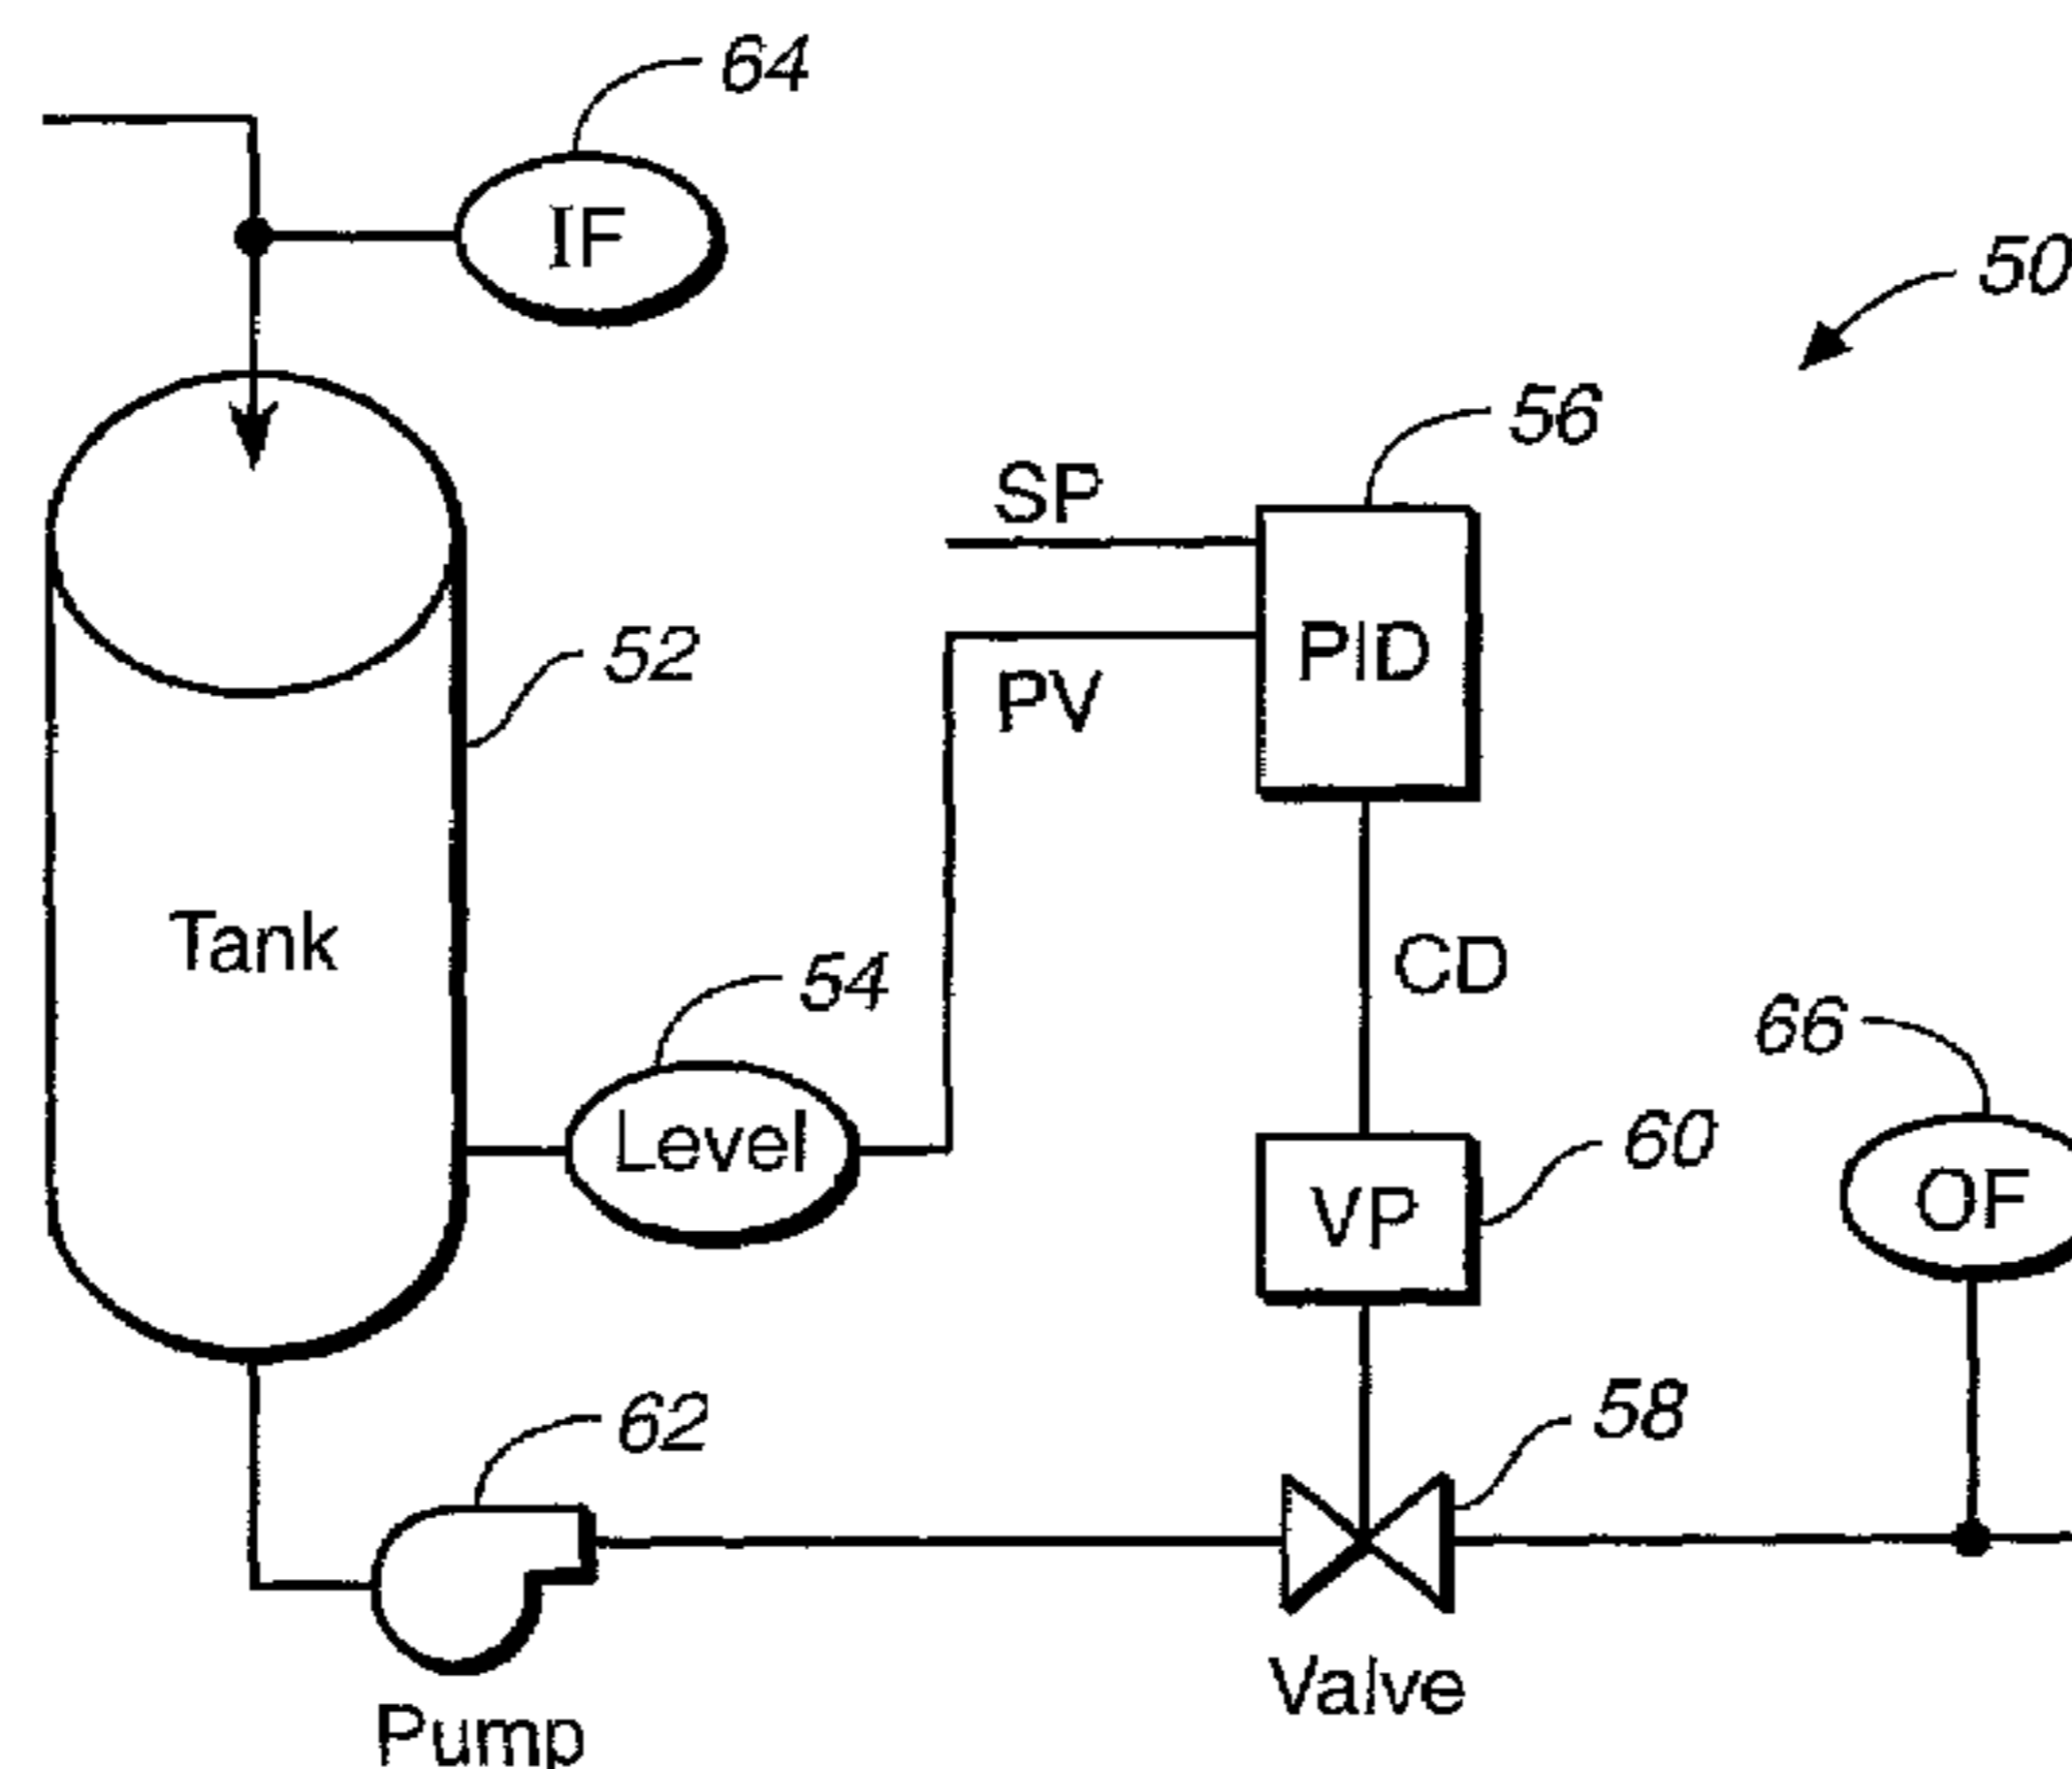 64
IF
50
56
SP
PID
52
PV
Tank
CD
54
66
Level
60
VP
OF
62
58
Valve
Pump